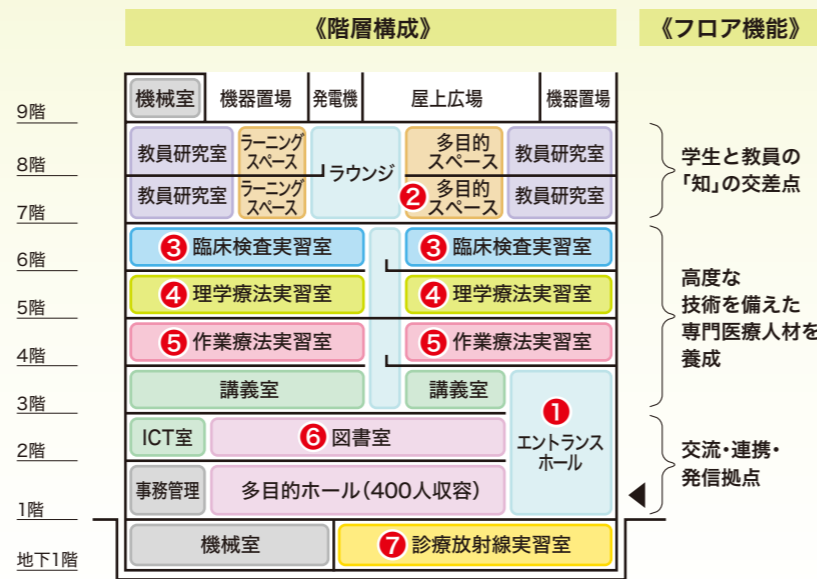 《階層構成》
《フロア機能》
9階
機械室
機器置場
発電機
屋上広場
機器置場
8階
教員研究室
ラーニング
スペース
ラウンジ
多目的
スペース
教員研究室
7階
教員研究室
ラーニング
スペース
❷
多目的
スペース
教員研究室
学生と教員の
「知」の交差点
6階
❸臨床検査実習室
❸臨床検査実習室
5階
❹理学療法実習室
❹理学療法実習室
4階
❺作業療法実習室
❺作業療法実習室
3階
講義室
講義室
高度な
技術を備えた
専門医療人材を
養成
❶
エントランス
ホール
2階
ICT室
❻図書室
1階
事務管理
多目的ホール(400人収容)
交流・連携・
発信拠点
地下1階
機械室
❼診療放射線実習室